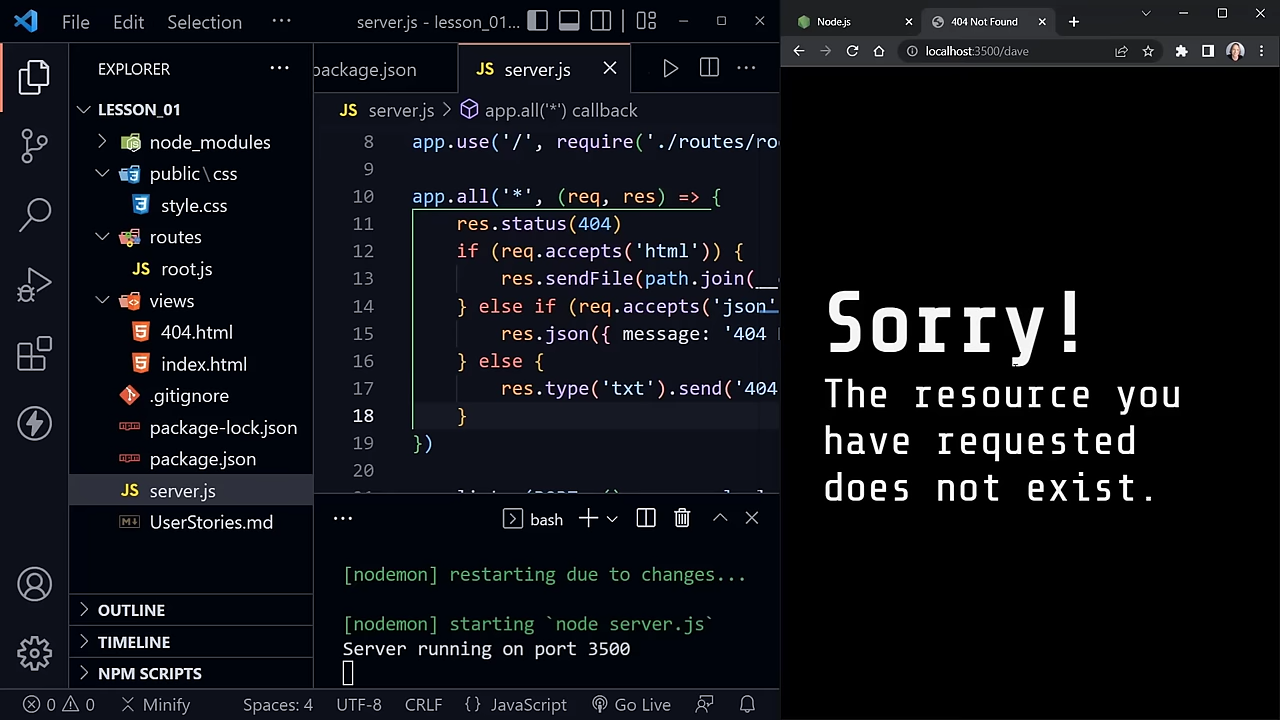 File Edit Selection ··· server.js - lesson_01...
EXPLORER ···
LESSON_01
node_modules
public\css
style.css
routes
root.js
views
404.html
index.html
.gitignore
package-lock.json
package.json
server.js
UserStories.md
OUTLINE
TIMELINE
NPM SCRIPTS
package.json JS server.js
JS server.js > app.all('*') callback
8 app.use('/', require('./routes/ro
9
10 app.all('*', (req, res) => {
11 res.status(404)
12 if (req.accepts('html')) {
13 res.sendFile(path.join(__
14 } else if (req.accepts('json'
15 res.json({ message: '404
16 } else {
17 res.type('txt').send('404
18 }
19 })
20
bash
[nodemon] restarting due to changes...
[nodemon] starting `node server.js`
Server running on port 3500
0 0 Minify Spaces: 4 UTF-8 CRLF {} JavaScript Go Live
Node.js 404 Not Found
localhost:3500/dave
Sorry!
The resource you
have requested
does not exist.